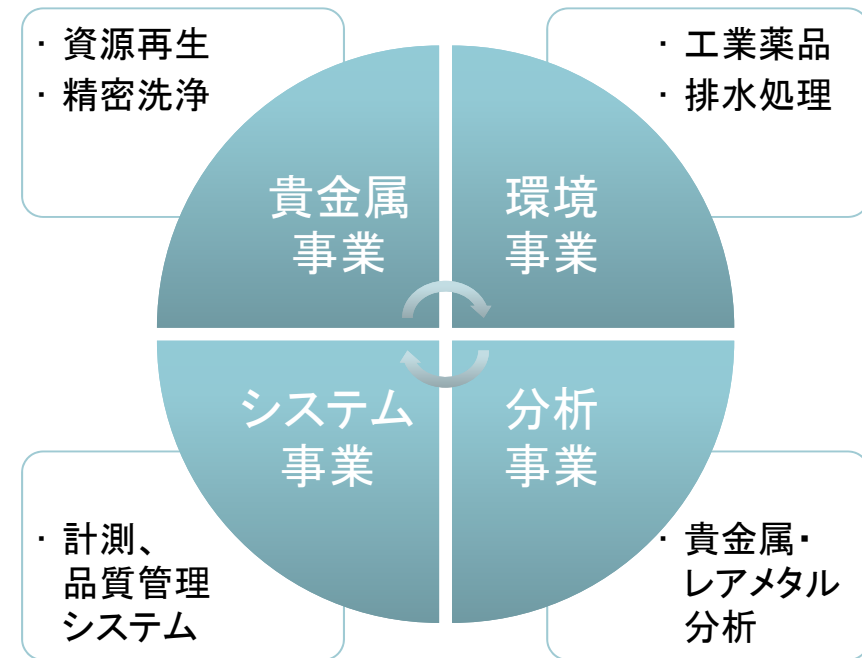 ・ 資源再生
・ 精密洗浄
・ 工業薬品
・ 排水処理
貴金属
事業
環境
事業
システム
事業
分析
事業
・ 計測、
品質管理
システム
・ 貴金属・
レアメタル
分析